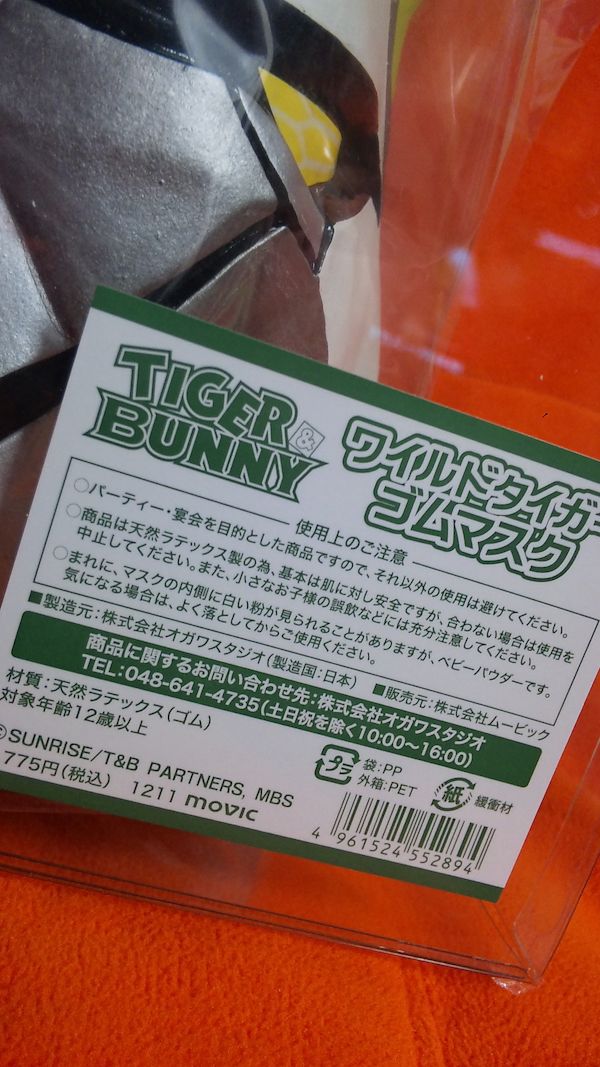 TIGER
&
BUNNY
ワイルドタイガー
ゴムマスク
使用上のご注意
○パーティー・宴会を目的とした商品ですので、それ以外の使用は避けてください。
○商品は天然ラテックス製の為、基本は肌に対し安全ですが、合わない場合は使用を
中止してください。また、小さなお子様の誤飲などには充分注意してください。
○まれに、マスクの内側に白い粉が見られることがありますが、ベビーパウダーです。
気になる場合は、よく落としてからご使用ください。
■製造元:株式会社オガワスタジオ(製造国:日本) ■販売元:株式会社ムービック
商品に関するお問い合わせ先:株式会社オガワスタジオ
TEL:048-641-4735(土日祝を除く10:00~16:00)
材質:天然ラテックス(ゴム)
対象年齢12歳以上
©SUNRISE/T&B PARTNERS, MBS
775円(税込) 1211 movic
プラ 袋:PP
外箱:PET
紙 緩衝材
4 961524 552894